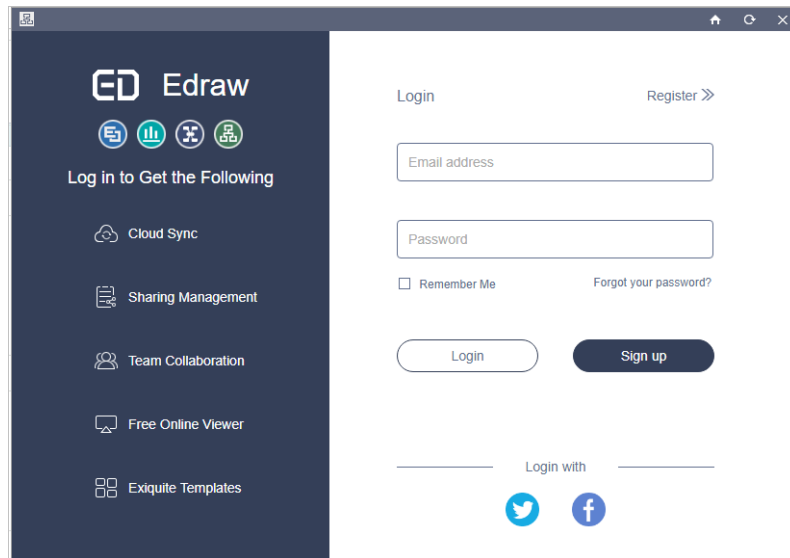 ED Edraw
Log in to Get the Following
Cloud Sync
Sharing Management
Team Collaboration
Free Online Viewer
Exiquite Templates
Login
Register
Email address
Password
Remember Me
Forgot your password?
Login
Sign up
Login with